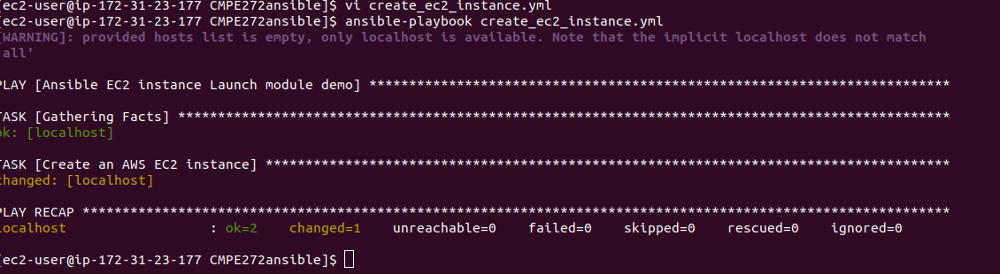 [ec2-user@ip-172-31-23-177 CMPE272ansible]$ vi create_ec2_instance.yml
[ec2-user@ip-172-31-23-177 CMPE272ansible]$ ansible-playbook create_ec2_instance.yml
[WARNING]: provided hosts list is empty, only localhost is available. Note that the implicit localhost does not match
'all'
PLAY [Ansible EC2 instance Launch module demo] *************************************************************************
TASK [Gathering Facts] *************************************************************************************************
ok: [localhost]
TASK [Create an AWS EC2 instance] **************************************************************************************
changed: [localhost]
PLAY RECAP *************************************************************************************************************
localhost                  : ok=2    changed=1    unreachable=0    failed=0    skipped=0    rescued=0    ignored=0
[ec2-user@ip-172-31-23-177 CMPE272ansible]$